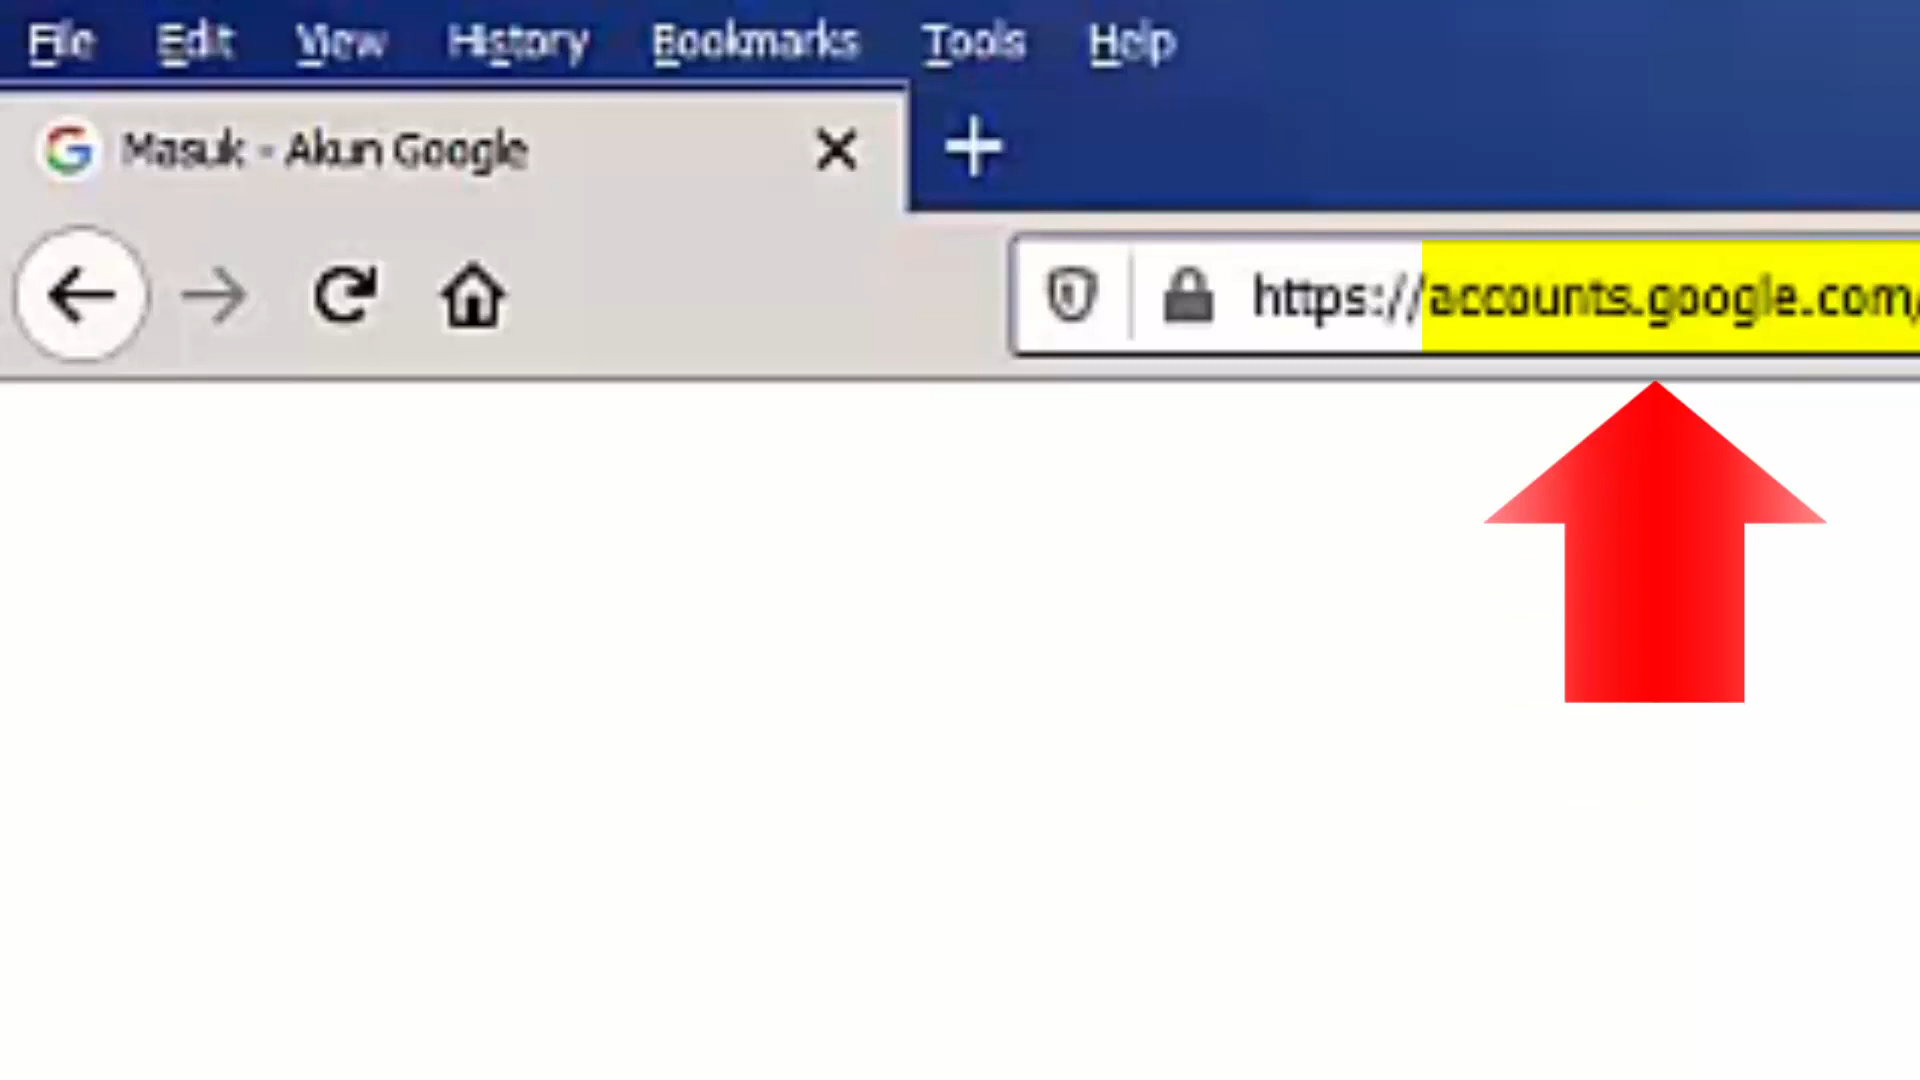 File Edit View History Bookmarks Tools Help
Masuk - Akun Google
https://accounts.google.com/